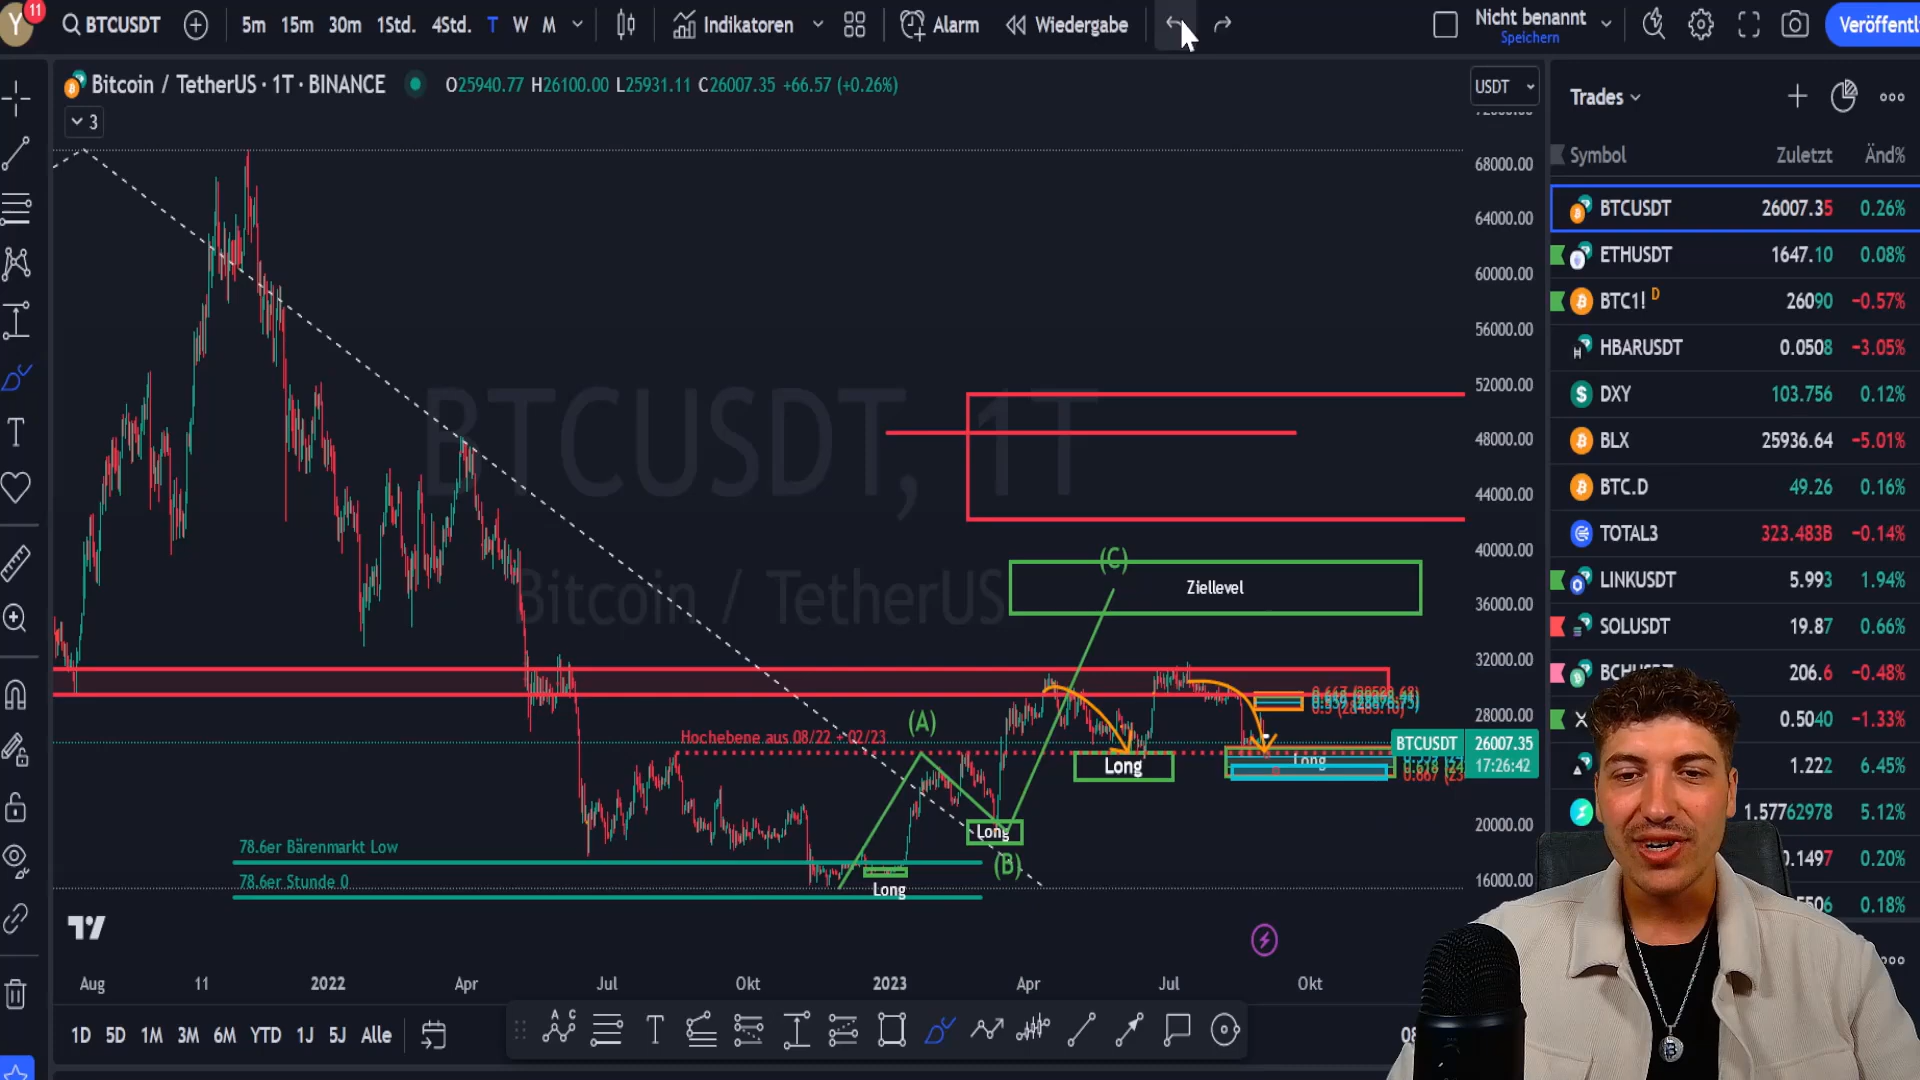 Y 11 BTCUSDT 5m 15m 30m 1Std. 4Std. T W M Indikatoren Alarm Wiedergabe Nicht benannt
Speichern
Veröffentl
Bitcoin / TetherUS · 1T · BINANCE O25940.77 H26100.00 L25931.11 C26007.35 +66.57 (+0.26%)
3
USDT
Trades
Symbol Zuletzt Änd%
BTCUSDT 26007.35 0.26%
ETHUSDT 1647.10 0.08%
BTC1! D 26090 −0.57%
HBARUSDT 0.0508 −3.05%
DXY 103.756 0.12%
BLX 25936.64 −5.01%
BTC.D 49.26 0.16%
TOTAL3 323.483B −0.14%
LINKUSDT 5.993 1.94%
SOLUSDT 19.87 0.66%
BCHUSDT 206.6 −0.48%
0.5040 −1.33%
1.222 6.45%
1.57762978 5.12%
0.1497 0.20%
0.18%
68000.00
64000.00
60000.00
56000.00
52000.00
48000.00
44000.00
40000.00
36000.00
32000.00
28000.00
20000.00
16000.00
BTCUSDT, 1T
Bitcoin / TetherUS
(C)
Ziellevel
(A)
Hochebene aus 08/22 + 02/23
Long
Long
BTCUSDT 26007.35
17:26:42
Long
(B)
78.6er Bärenmarkt Low
78.6er Stunde 0
Long
Aug 11 2022 Apr Jul Okt 2023 Apr Jul Okt
1D 5D 1M 3M 6M YTD 1J 5J Alle